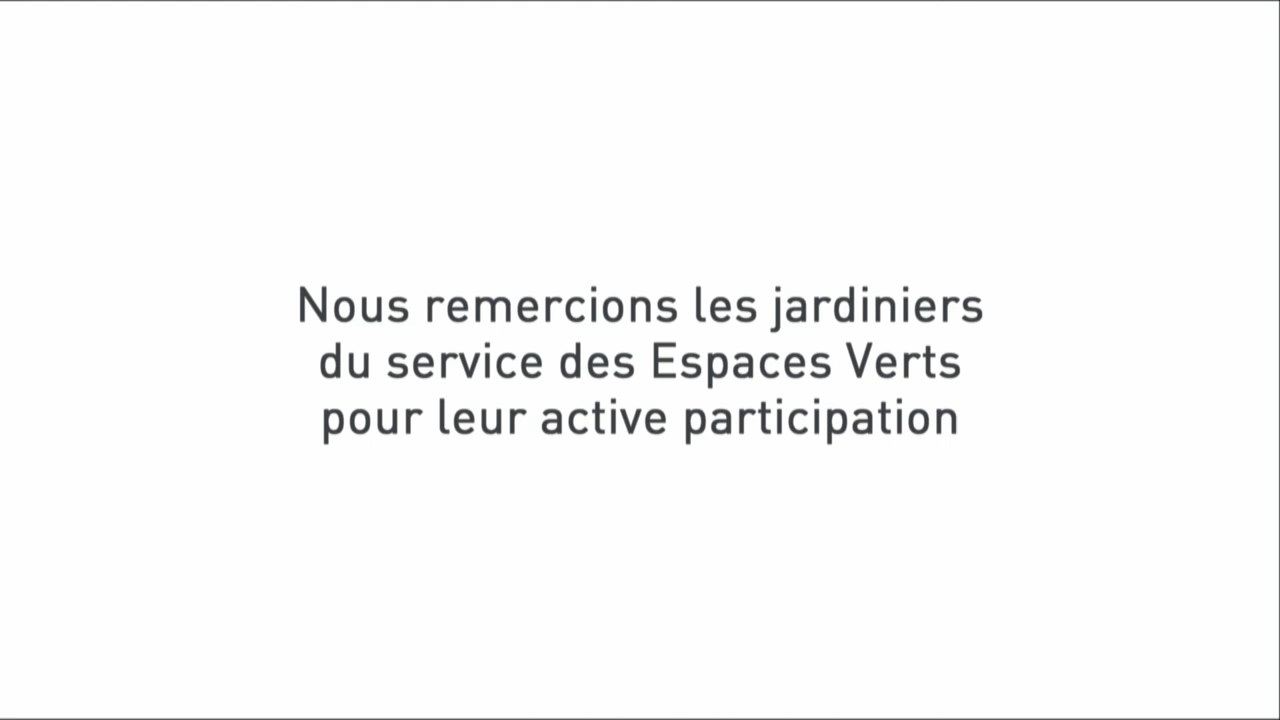 Nous remercions les jardiniers
du service des Espaces Verts
pour leur active participation